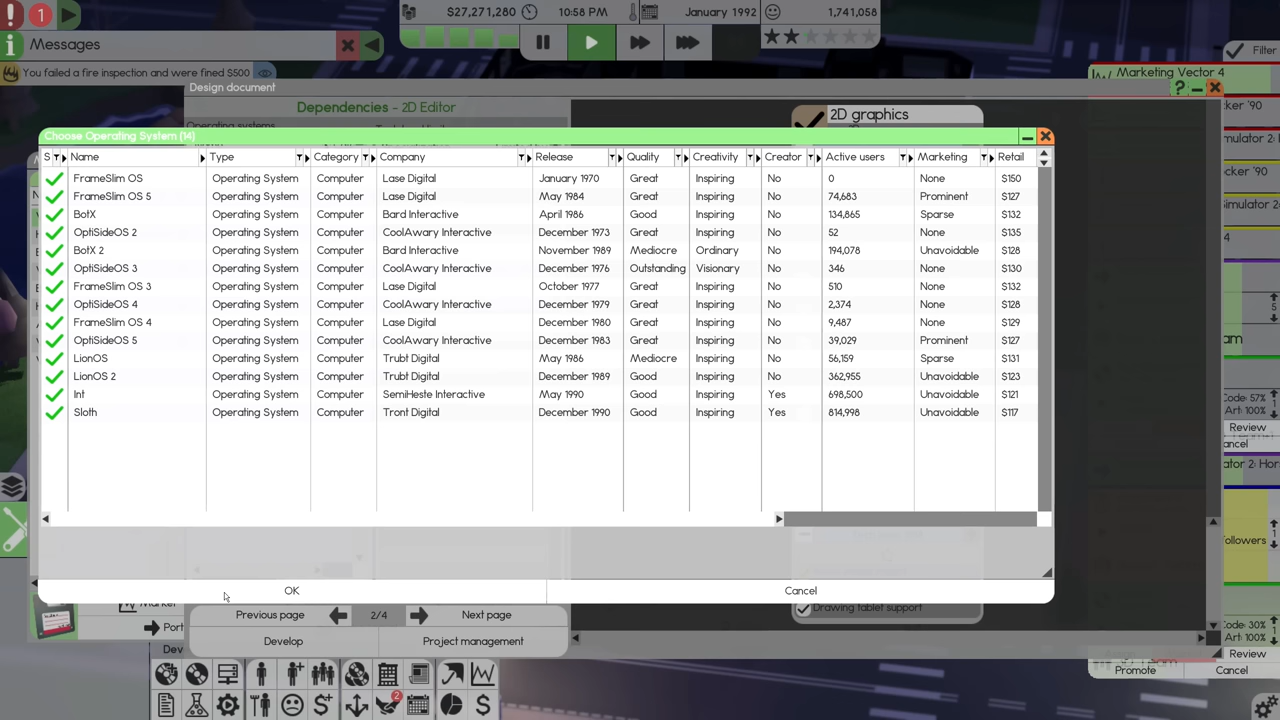 1 $27,271,280 10:58 PM January 1992 1,741,058
Messages
Filter
You failed a fire inspection and were fined $500
Marketing Vector 4
Design document ?
Dependencies - 2D Editor
2D graphics
Choose Operating System (14)
S Name Type Category Company Release Quality Creativity Creator Active users Marketing Retail
FrameSlim OS Operating System Computer Lase Digital January 1970 Great Inspiring No 0 None $150
FrameSlim OS 5 Operating System Computer Lase Digital May 1984 Great Inspiring No 74,683 Prominent $127
BotX Operating System Computer Bard Interactive April 1986 Good Inspiring No 134,865 Sparse $132
OptiSideOS 2 Operating System Computer CoolAwary Interactive December 1973 Great Inspiring No 52 None $135
BotX 2 Operating System Computer Bard Interactive November 1989 Mediocre Ordinary No 194,078 Unavoidable $128
OptiSideOS 3 Operating System Computer CoolAwary Interactive December 1976 Outstanding Visionary No 346 None $130
FrameSlim OS 3 Operating System Computer Lase Digital October 1977 Great Inspiring No 510 None $132
OptiSideOS 4 Operating System Computer CoolAwary Interactive December 1979 Great Inspiring No 2,374 None $128
FrameSlim OS 4 Operating System Computer Lase Digital December 1980 Great Inspiring No 9,487 None $129
OptiSideOS 5 Operating System Computer CoolAwary Interactive December 1983 Great Inspiring No 39,029 Prominent $127
LionOS Operating System Computer Trubt Digital May 1986 Mediocre Inspiring No 56,159 Sparse $131
LionOS 2 Operating System Computer Trubt Digital December 1989 Good Inspiring No 362,955 Unavoidable $123
Int Operating System Computer SemiHeste Interactive May 1990 Good Inspiring Yes 698,500 Unavoidable $121
Sloth Operating System Computer Tront Digital December 1990 Good Inspiring Yes 814,998 Unavoidable $117
cker '90
Code: 57%
Art: 100%
Review
ancel
OK Cancel
Drawing tablet support
Previous page 2/4 Next page
Develop Project management
Code: 30%
Art: 100%
Review
Promote Cancel
2